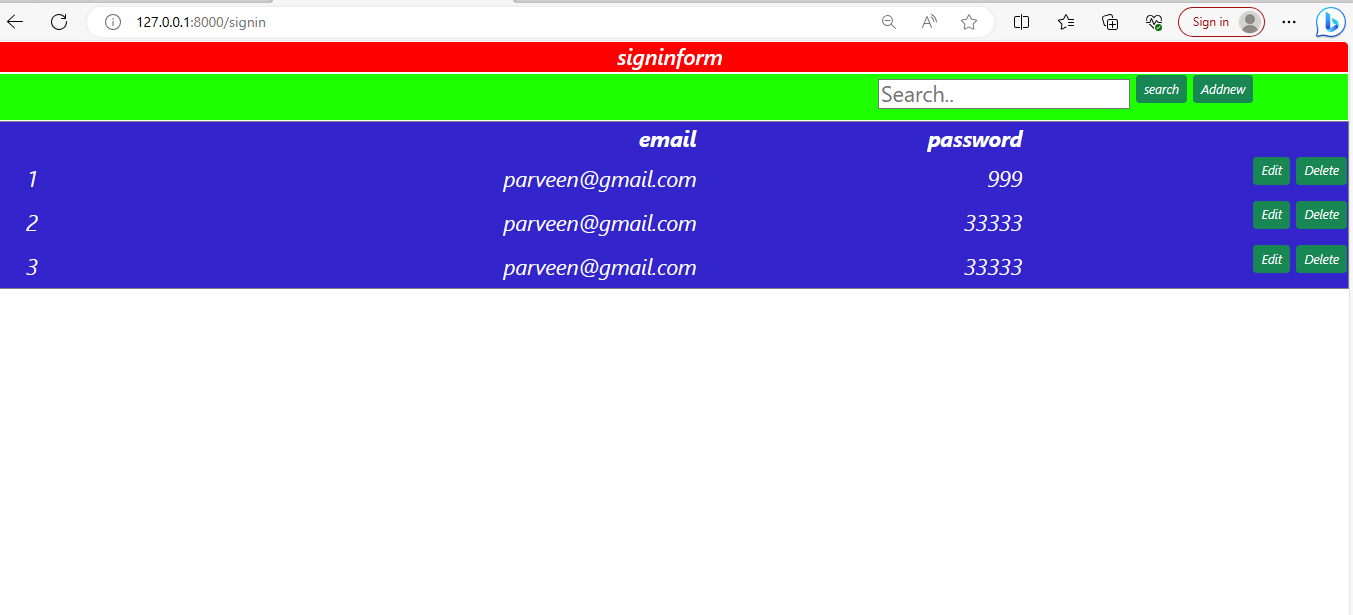 127.0.0.1:8000/signin
Sign in
signinform
Search.. search Addnew
email password
1 parveen@gmail.com 999 Edit Delete
2 parveen@gmail.com 33333 Edit Delete
3 parveen@gmail.com 33333 Edit Delete